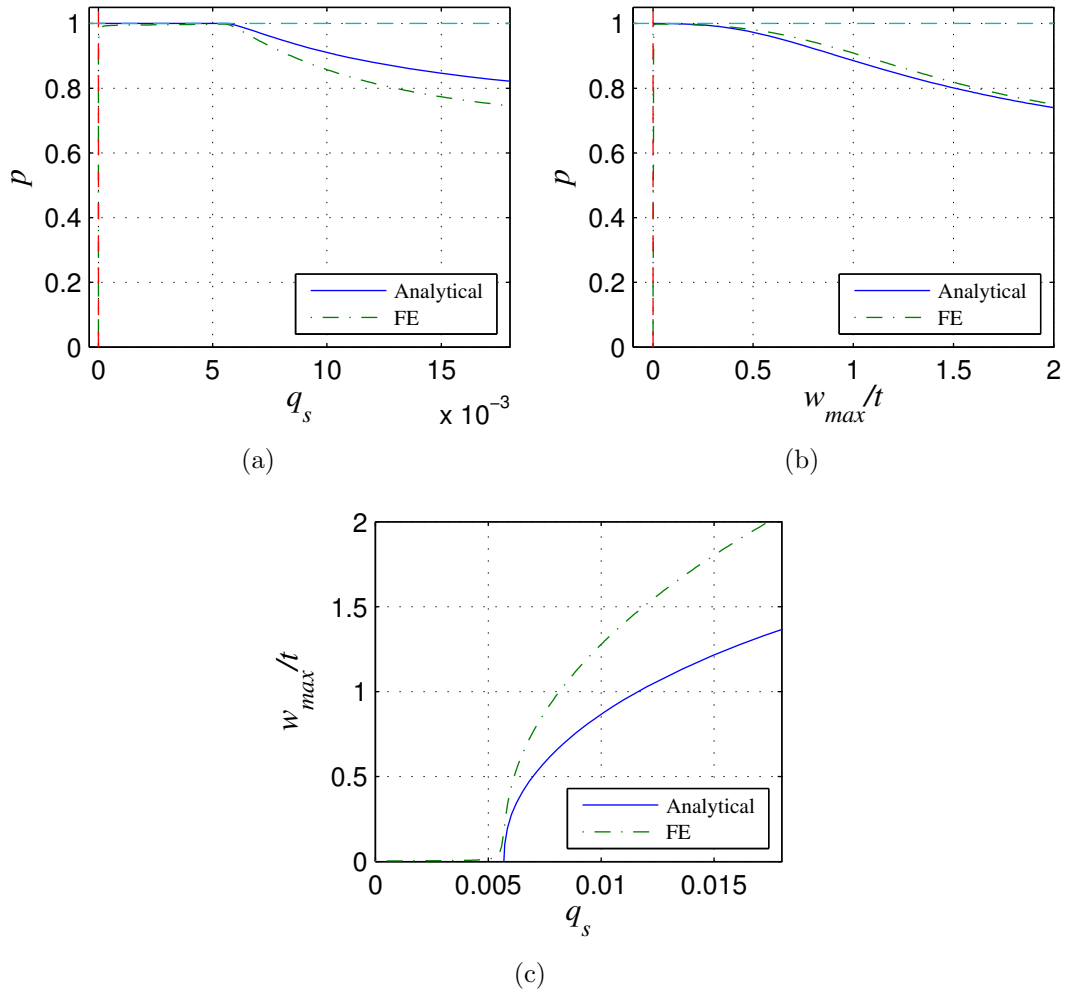 1
0.8
0.6
0.4
0.2
0
p
0 5 10 15
q_s
x 10^−3
Analytical
FE
(a)
1
0.8
0.6
0.4
0.2
0
p
0 0.5 1 1.5 2
w_max/t
Analytical
FE
(b)
2
1.5
1
0.5
0
w_max/t
0 0.005 0.01 0.015
q_s
Analytical
FE
(c)